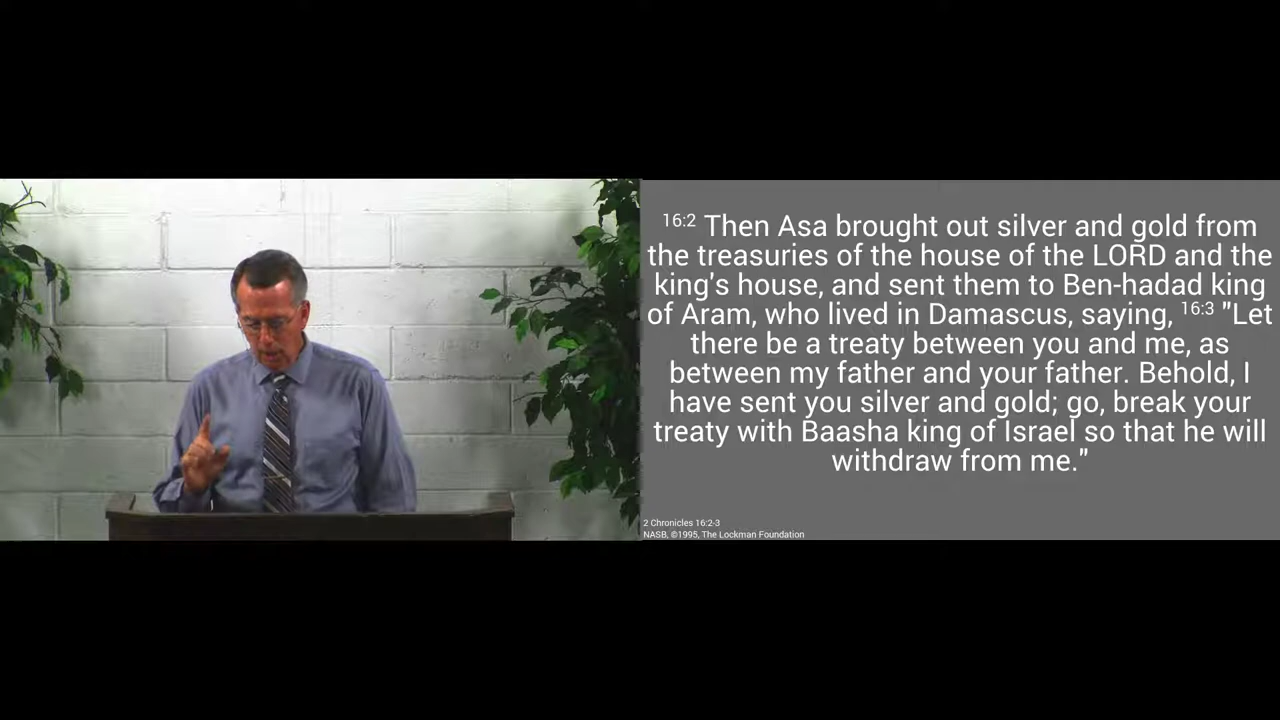 16:2 Then Asa brought out silver and gold from
the treasuries of the house of the LORD and the
king's house, and sent them to Ben-hadad king
of Aram, who lived in Damascus, saying, 16:3 "Let
there be a treaty between you and me, as
between my father and your father. Behold, I
have sent you silver and gold; go, break your
treaty with Baasha king of Israel so that he will
withdraw from me."
2 Chronicles 16:2-3
NASB, ©1995, The Lockman Foundation